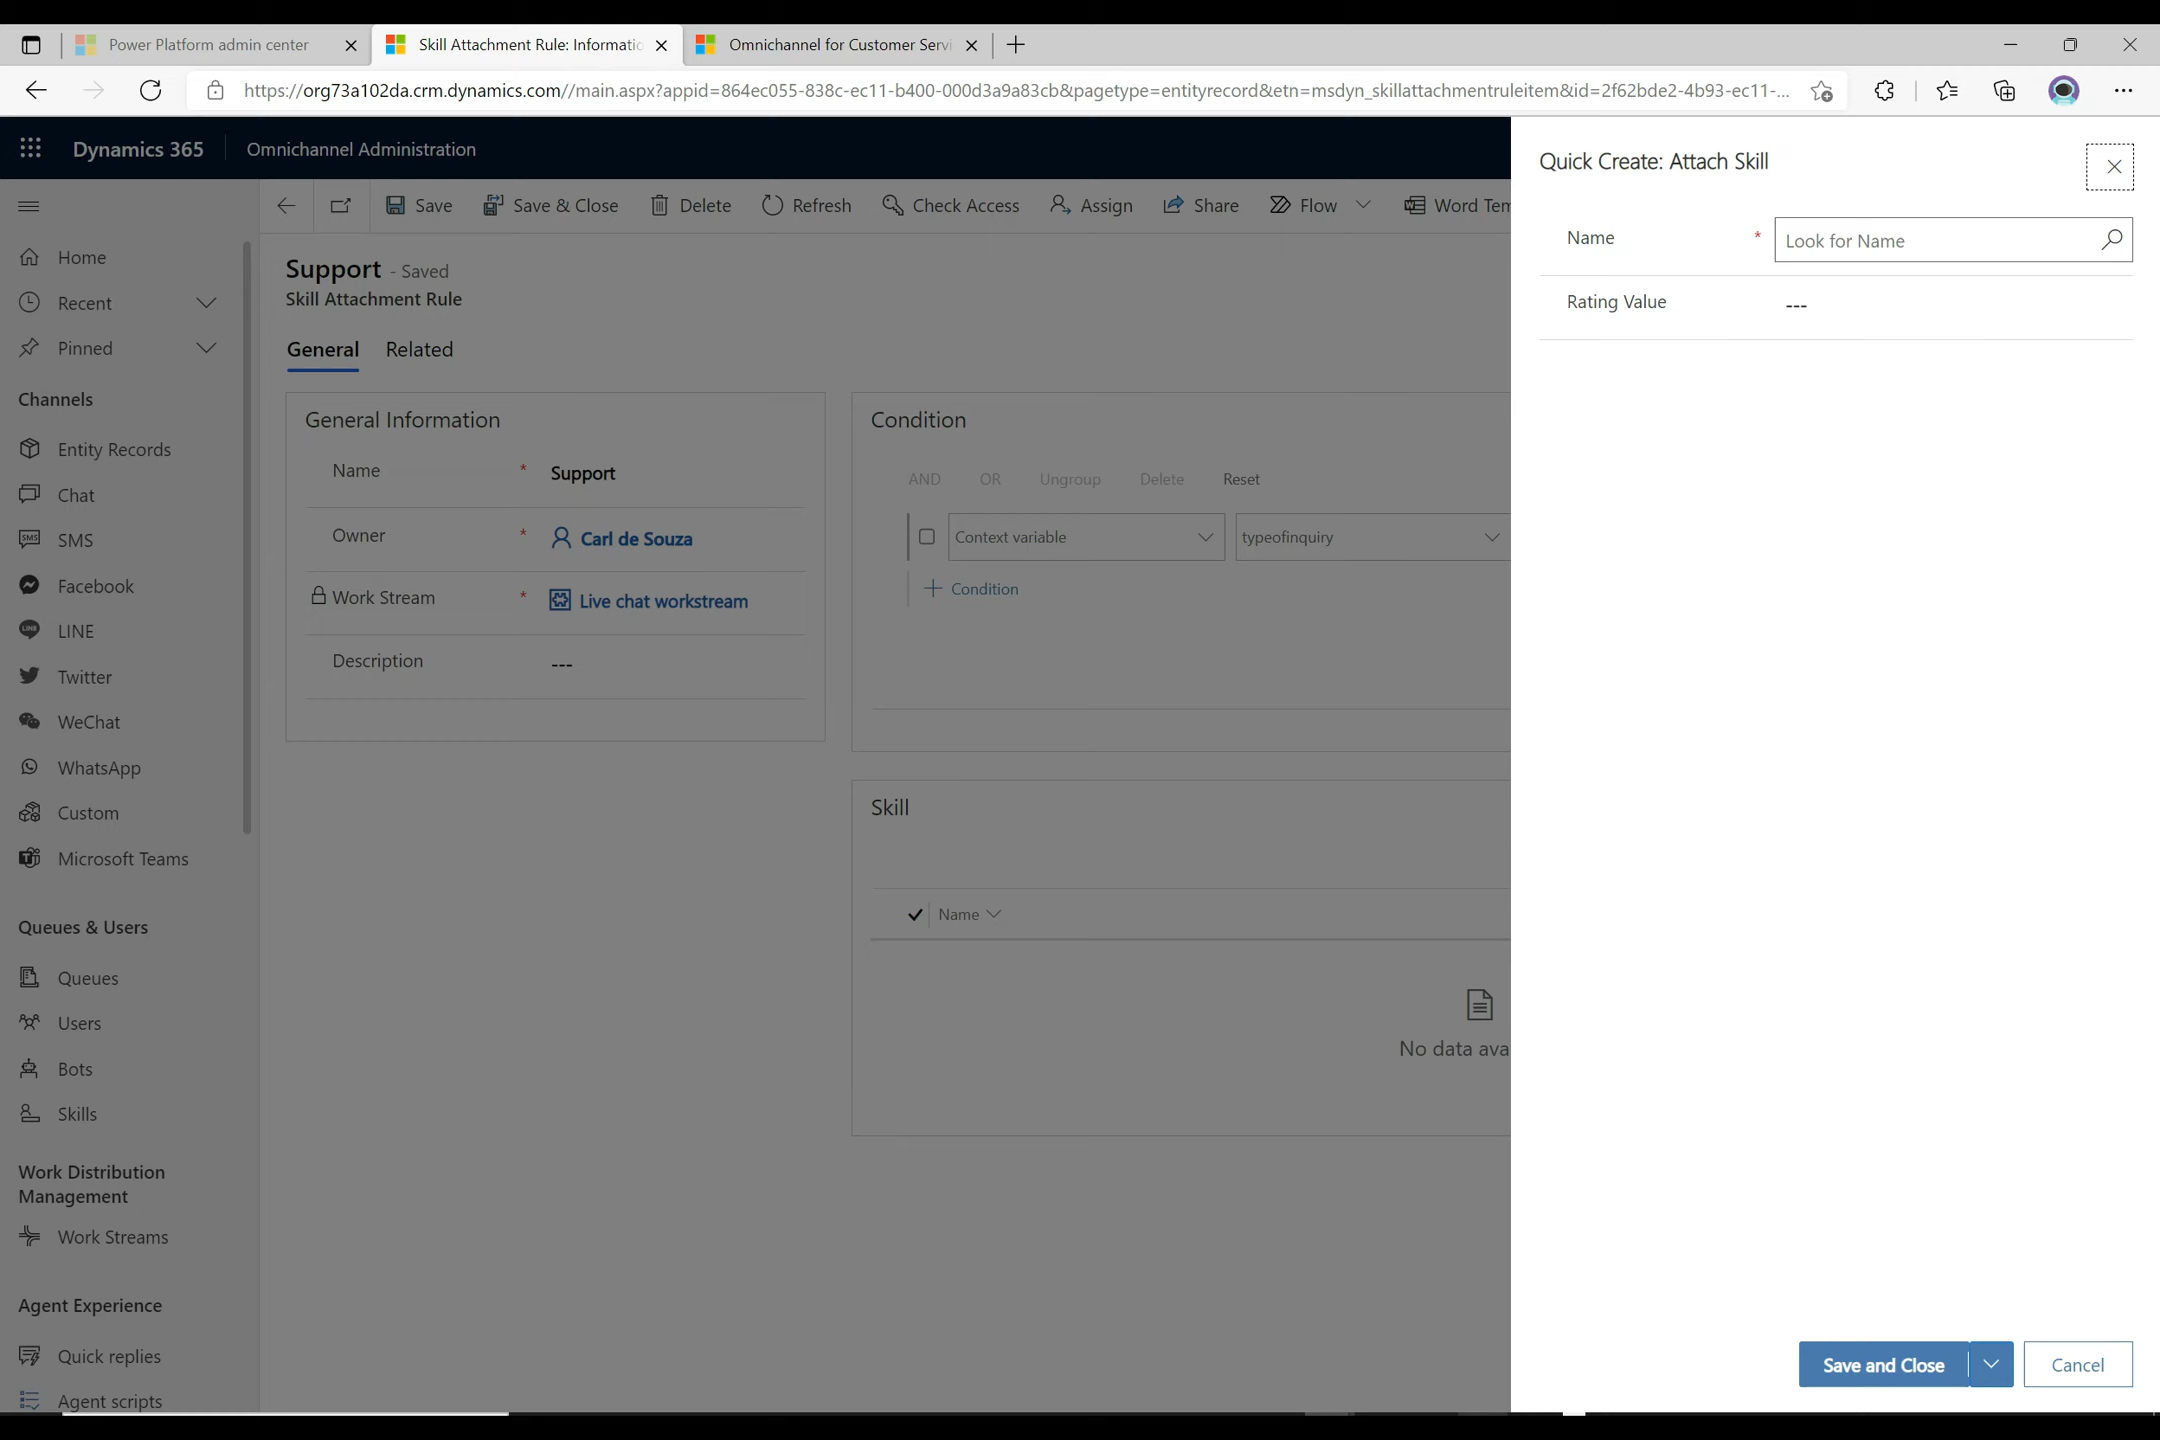 Power Platform admin center
Skill Attachment Rule: Informatic
Omnichannel for Customer Servi
https://org73a102da.crm.dynamics.com//main.aspx?appid=864ec055-838c-ec11-b400-000d3a9a83cb&pagetype=entityrecord&etn=msdyn_skillattachmentruleitem&id=2f62bde2-4b93-ec11-...
Dynamics 365
Omnichannel Administration
Save
Save & Close
Delete
Refresh
Check Access
Assign
Share
Flow
Word Tem
Home
Recent
Pinned
Channels
Entity Records
Chat
SMS
SMS
Facebook
LINE
LINE
Twitter
WeChat
WhatsApp
Custom
Microsoft Teams
Queues & Users
Queues
Users
Bots
Skills
Work Distribution
Management
Work Streams
Agent Experience
Quick replies
Agent scripts
Support - Saved
Skill Attachment Rule
General
Related
General Information
Name * Support
Owner * Carl de Souza
Work Stream * Live chat workstream
Description ---
Condition
AND OR Ungroup Delete Reset
Context variable
typeofinquiry
Condition
Skill
Name
No data ava
Quick Create: Attach Skill
Name * Look for Name
Rating Value ---
Save and Close
Cancel